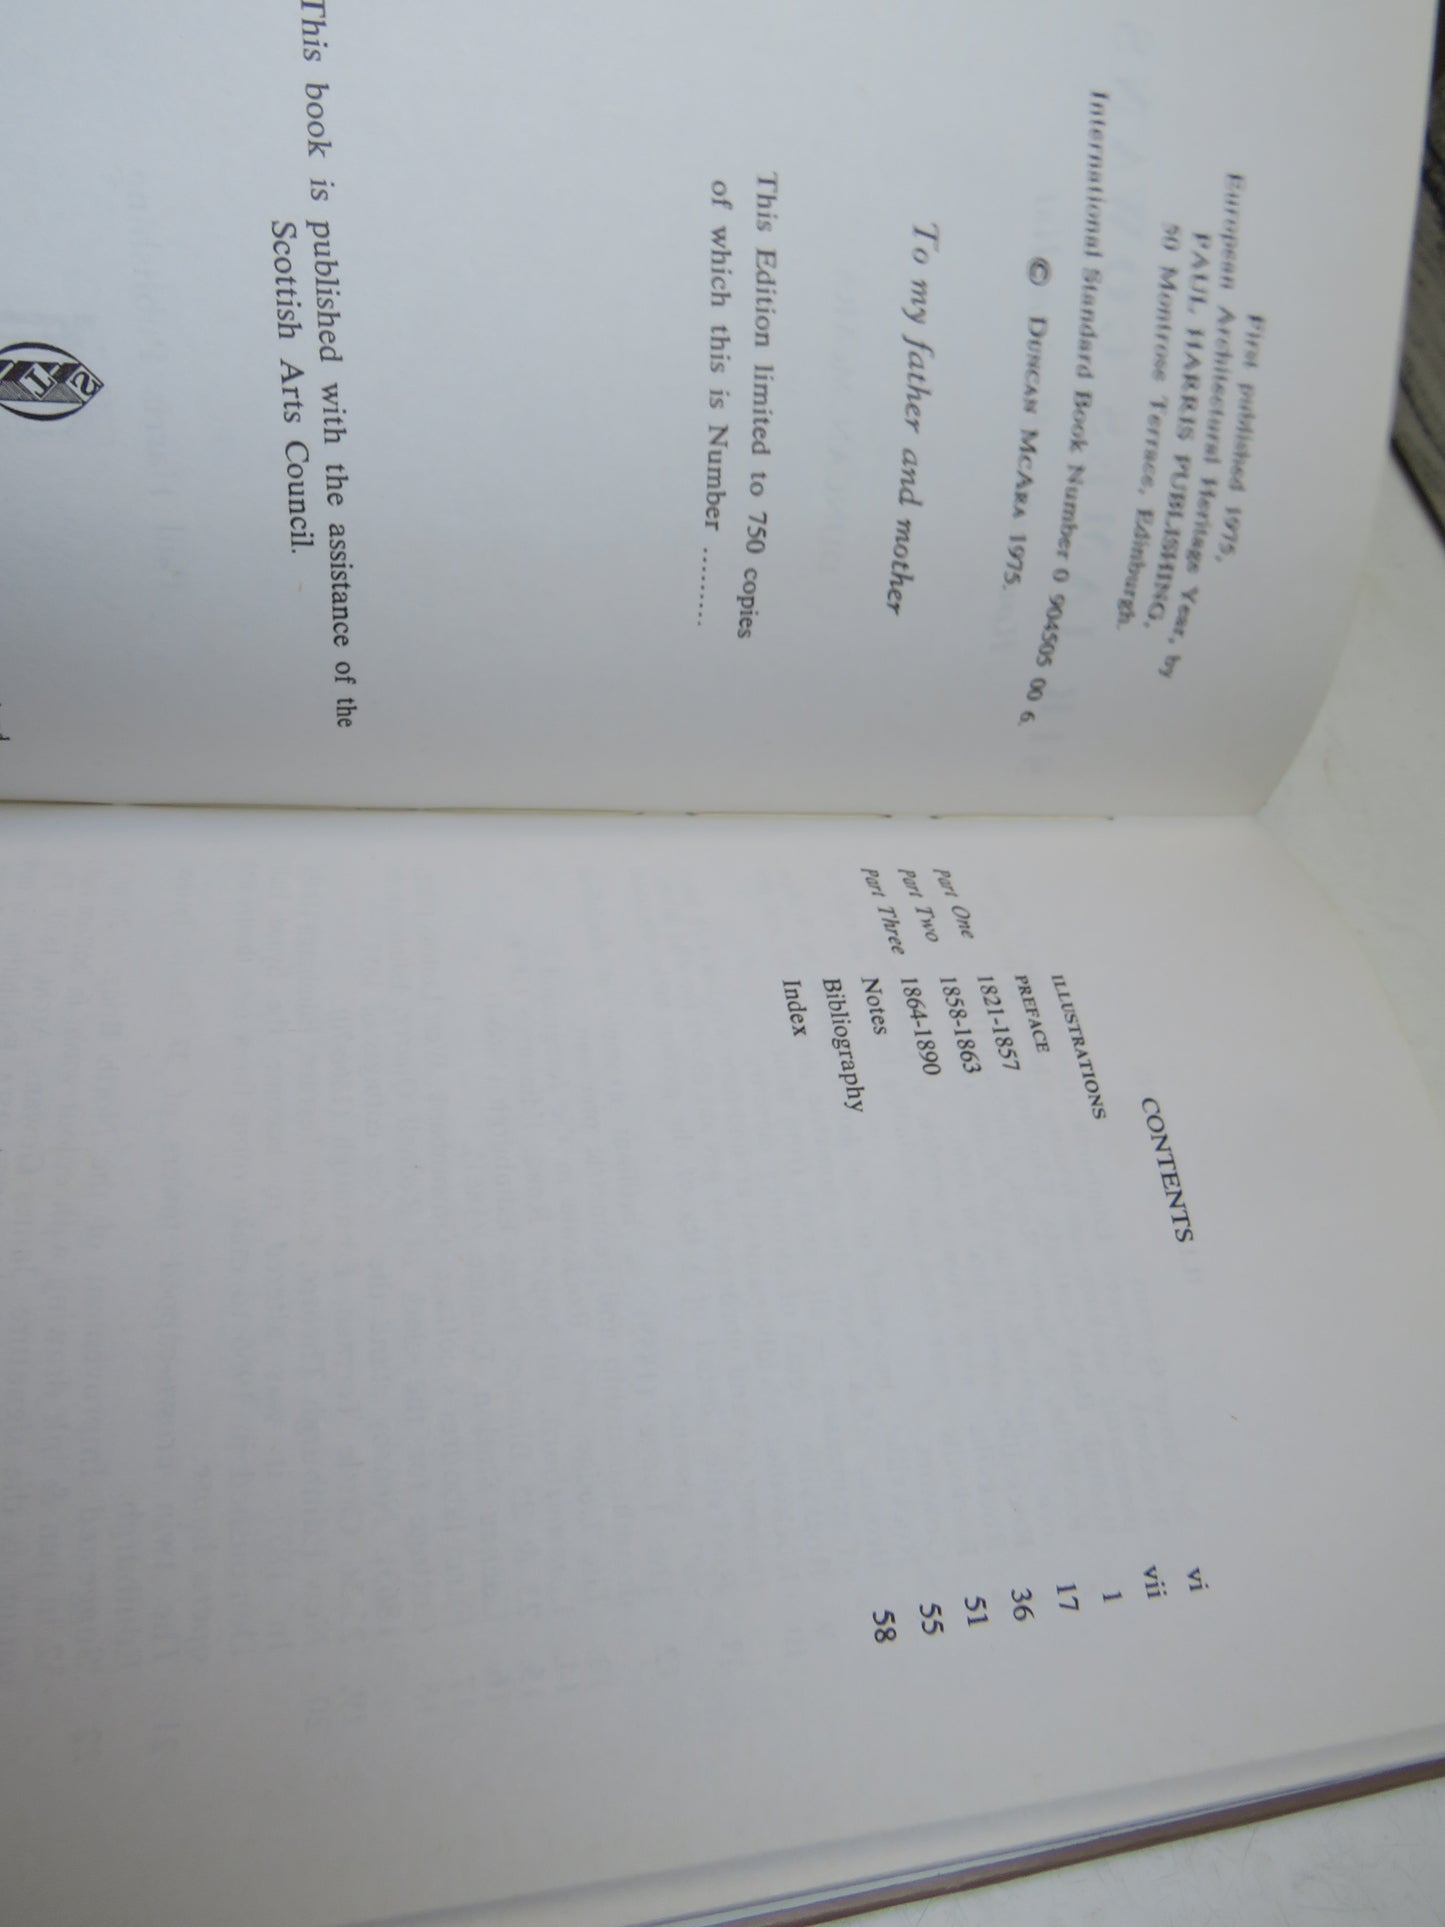 First published 1975,
European Architectural Heritage Year, by
PAUL HARRIS PUBLISHING,
50 Montrose Terrace, Edinburgh.
International Standard Book Number 0 904505 00 6.
© DUNCAN MCARA 1975.
To my father and mother
This Edition limited to 750 copies
of which this is Number .........
This book is published with the assistance of the
Scottish Arts Council.
CONTENTS
ILLUSTRATIONS vi
PREFACE vii
Part One 1821-1857 1
Part Two 1858-1863 17
Part Three 1864-1890 36
Notes 51
Bibliography 55
Index 58